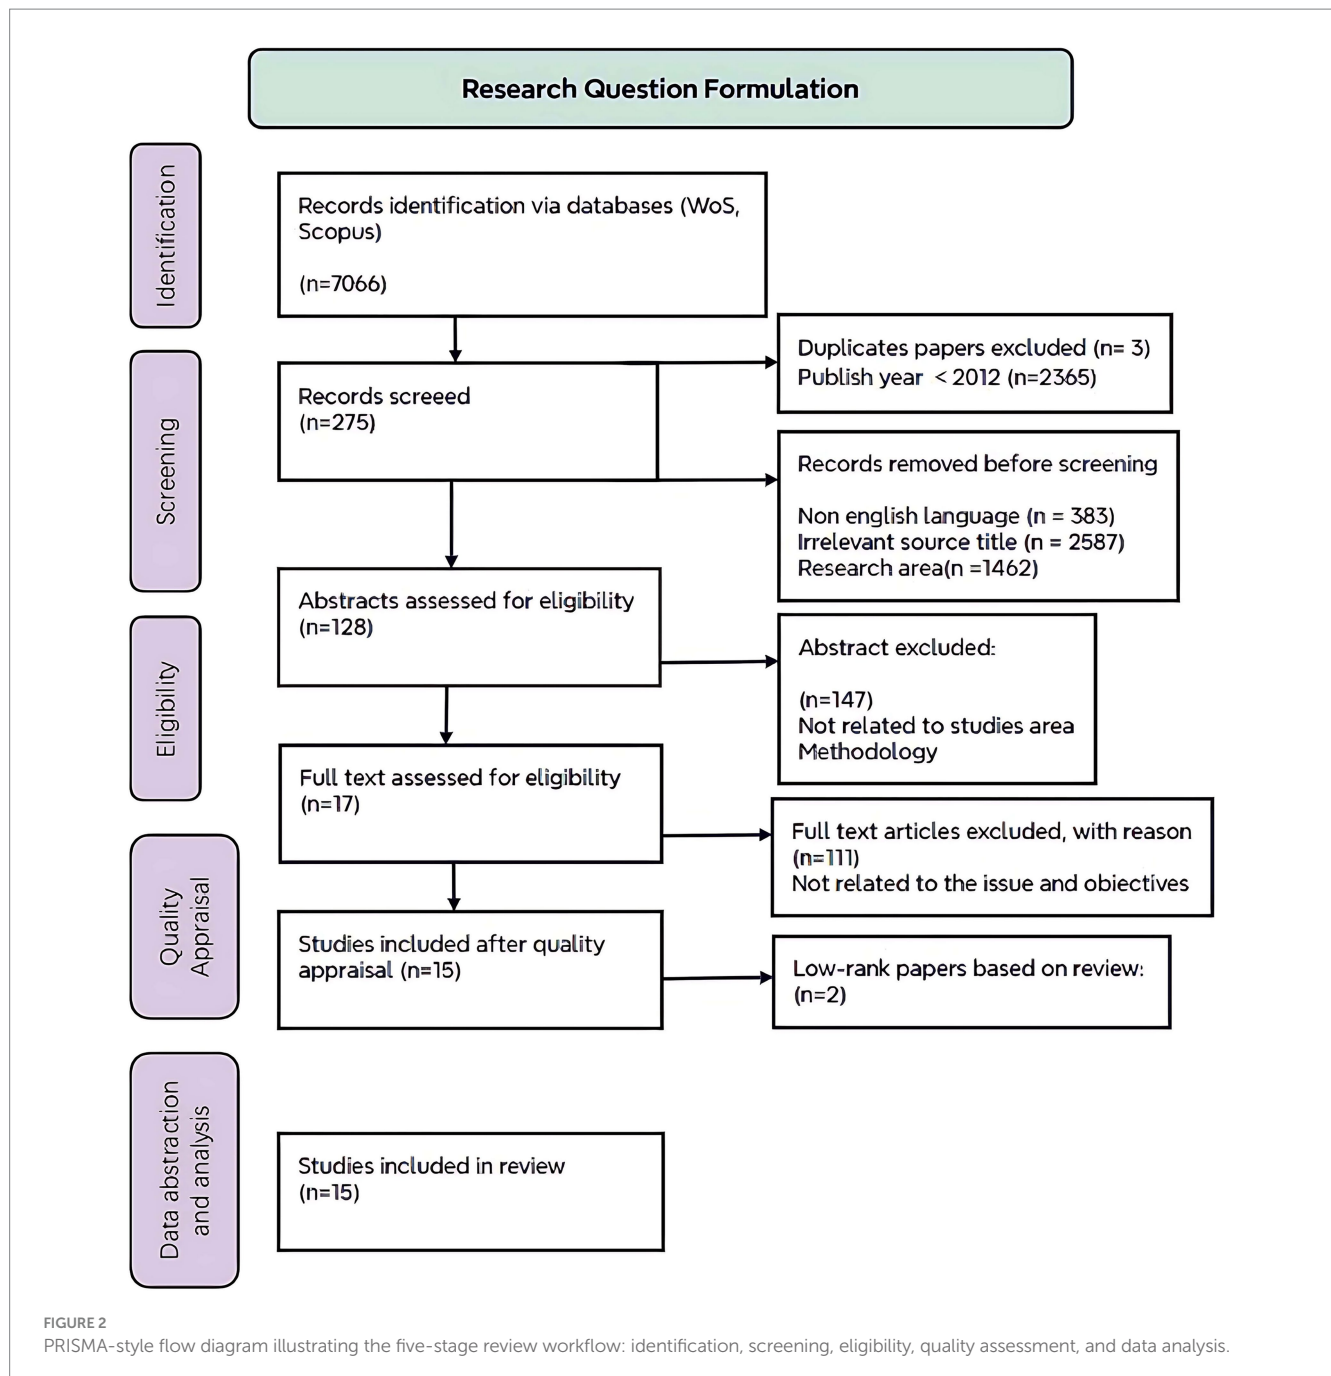 Research Question Formulation
Identification
Records identification via databases (WoS,
Scopus)
(n=7066)
Screening
Records screeed
(n=275)
Duplicates papers excluded (n= 3)
Publish year < 2012 (n=2365)
Records removed before screening
Non english language (n = 383)
Irrelevant source title (n = 2587)
Research area(n =1462)
Eligibility
Abstracts assessed for eligibility
(n=128)
Abstract excluded:
(n=147)
Not related to studies area
Methodology
Full text assessed for eligibility
(n=17)
Full text articles excluded, with reason
(n=111)
Not related to the issue and objectives
Quality
Appraisal
Studies included after quality
appraisal (n=15)
Low-rank papers based on review:
(n=2)
Data abstraction
and analysis
Studies included in review
(n=15)
FIGURE 2
PRISMA-style flow diagram illustrating the five-stage review workflow: identification, screening, eligibility, quality assessment, and data analysis.